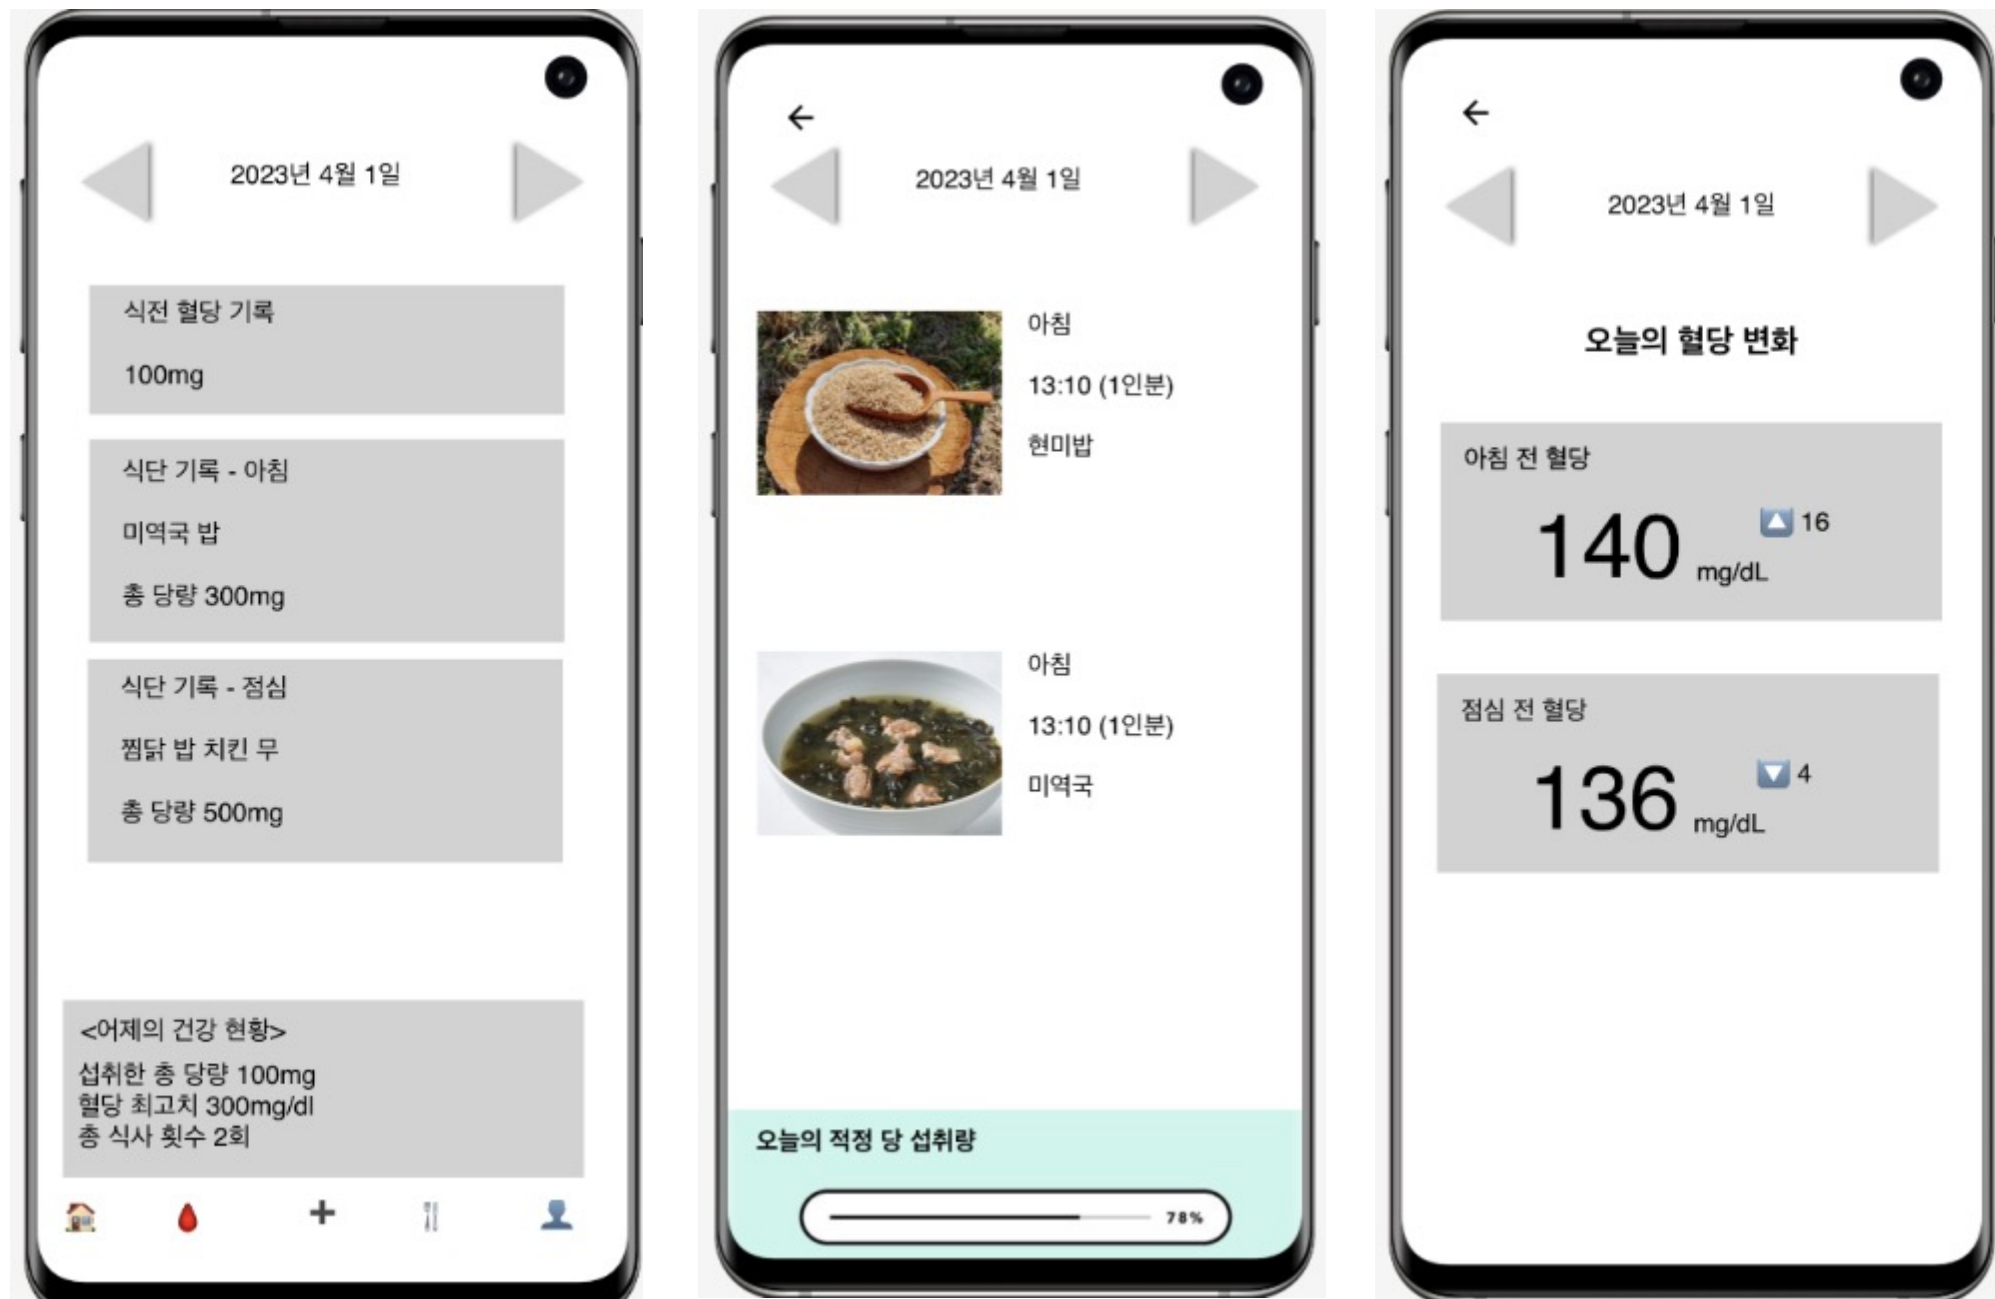 2023년 4월 1일
식전 혈당 기록
100mg
식단 기록 - 아침
미역국 밥
총 당량 300mg
식단 기록 - 점심
찜닭 밥 치킨 무
총 당량 500mg
<어제의 건강 현황>
섭취한 총 당량 100mg
혈당 최고치 300mg/dl
총 식사 횟수 2회
2023년 4월 1일
아침
13:10 (1인분)
현미밥
아침
13:10 (1인분)
미역국
오늘의 적정 당 섭취량
78%
2023년 4월 1일
오늘의 혈당 변화
아침 전 혈당
140 mg/dL 16
점심 전 혈당
136 mg/dL 4